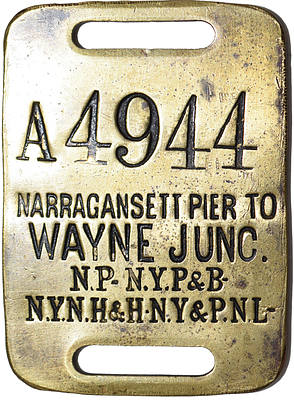 A 4944
NARRAGANSETT PIER TO
WAYNE JUNC.
N.P- N.Y.P&B-
N.Y.N.H&H-N.Y&P.N.L-